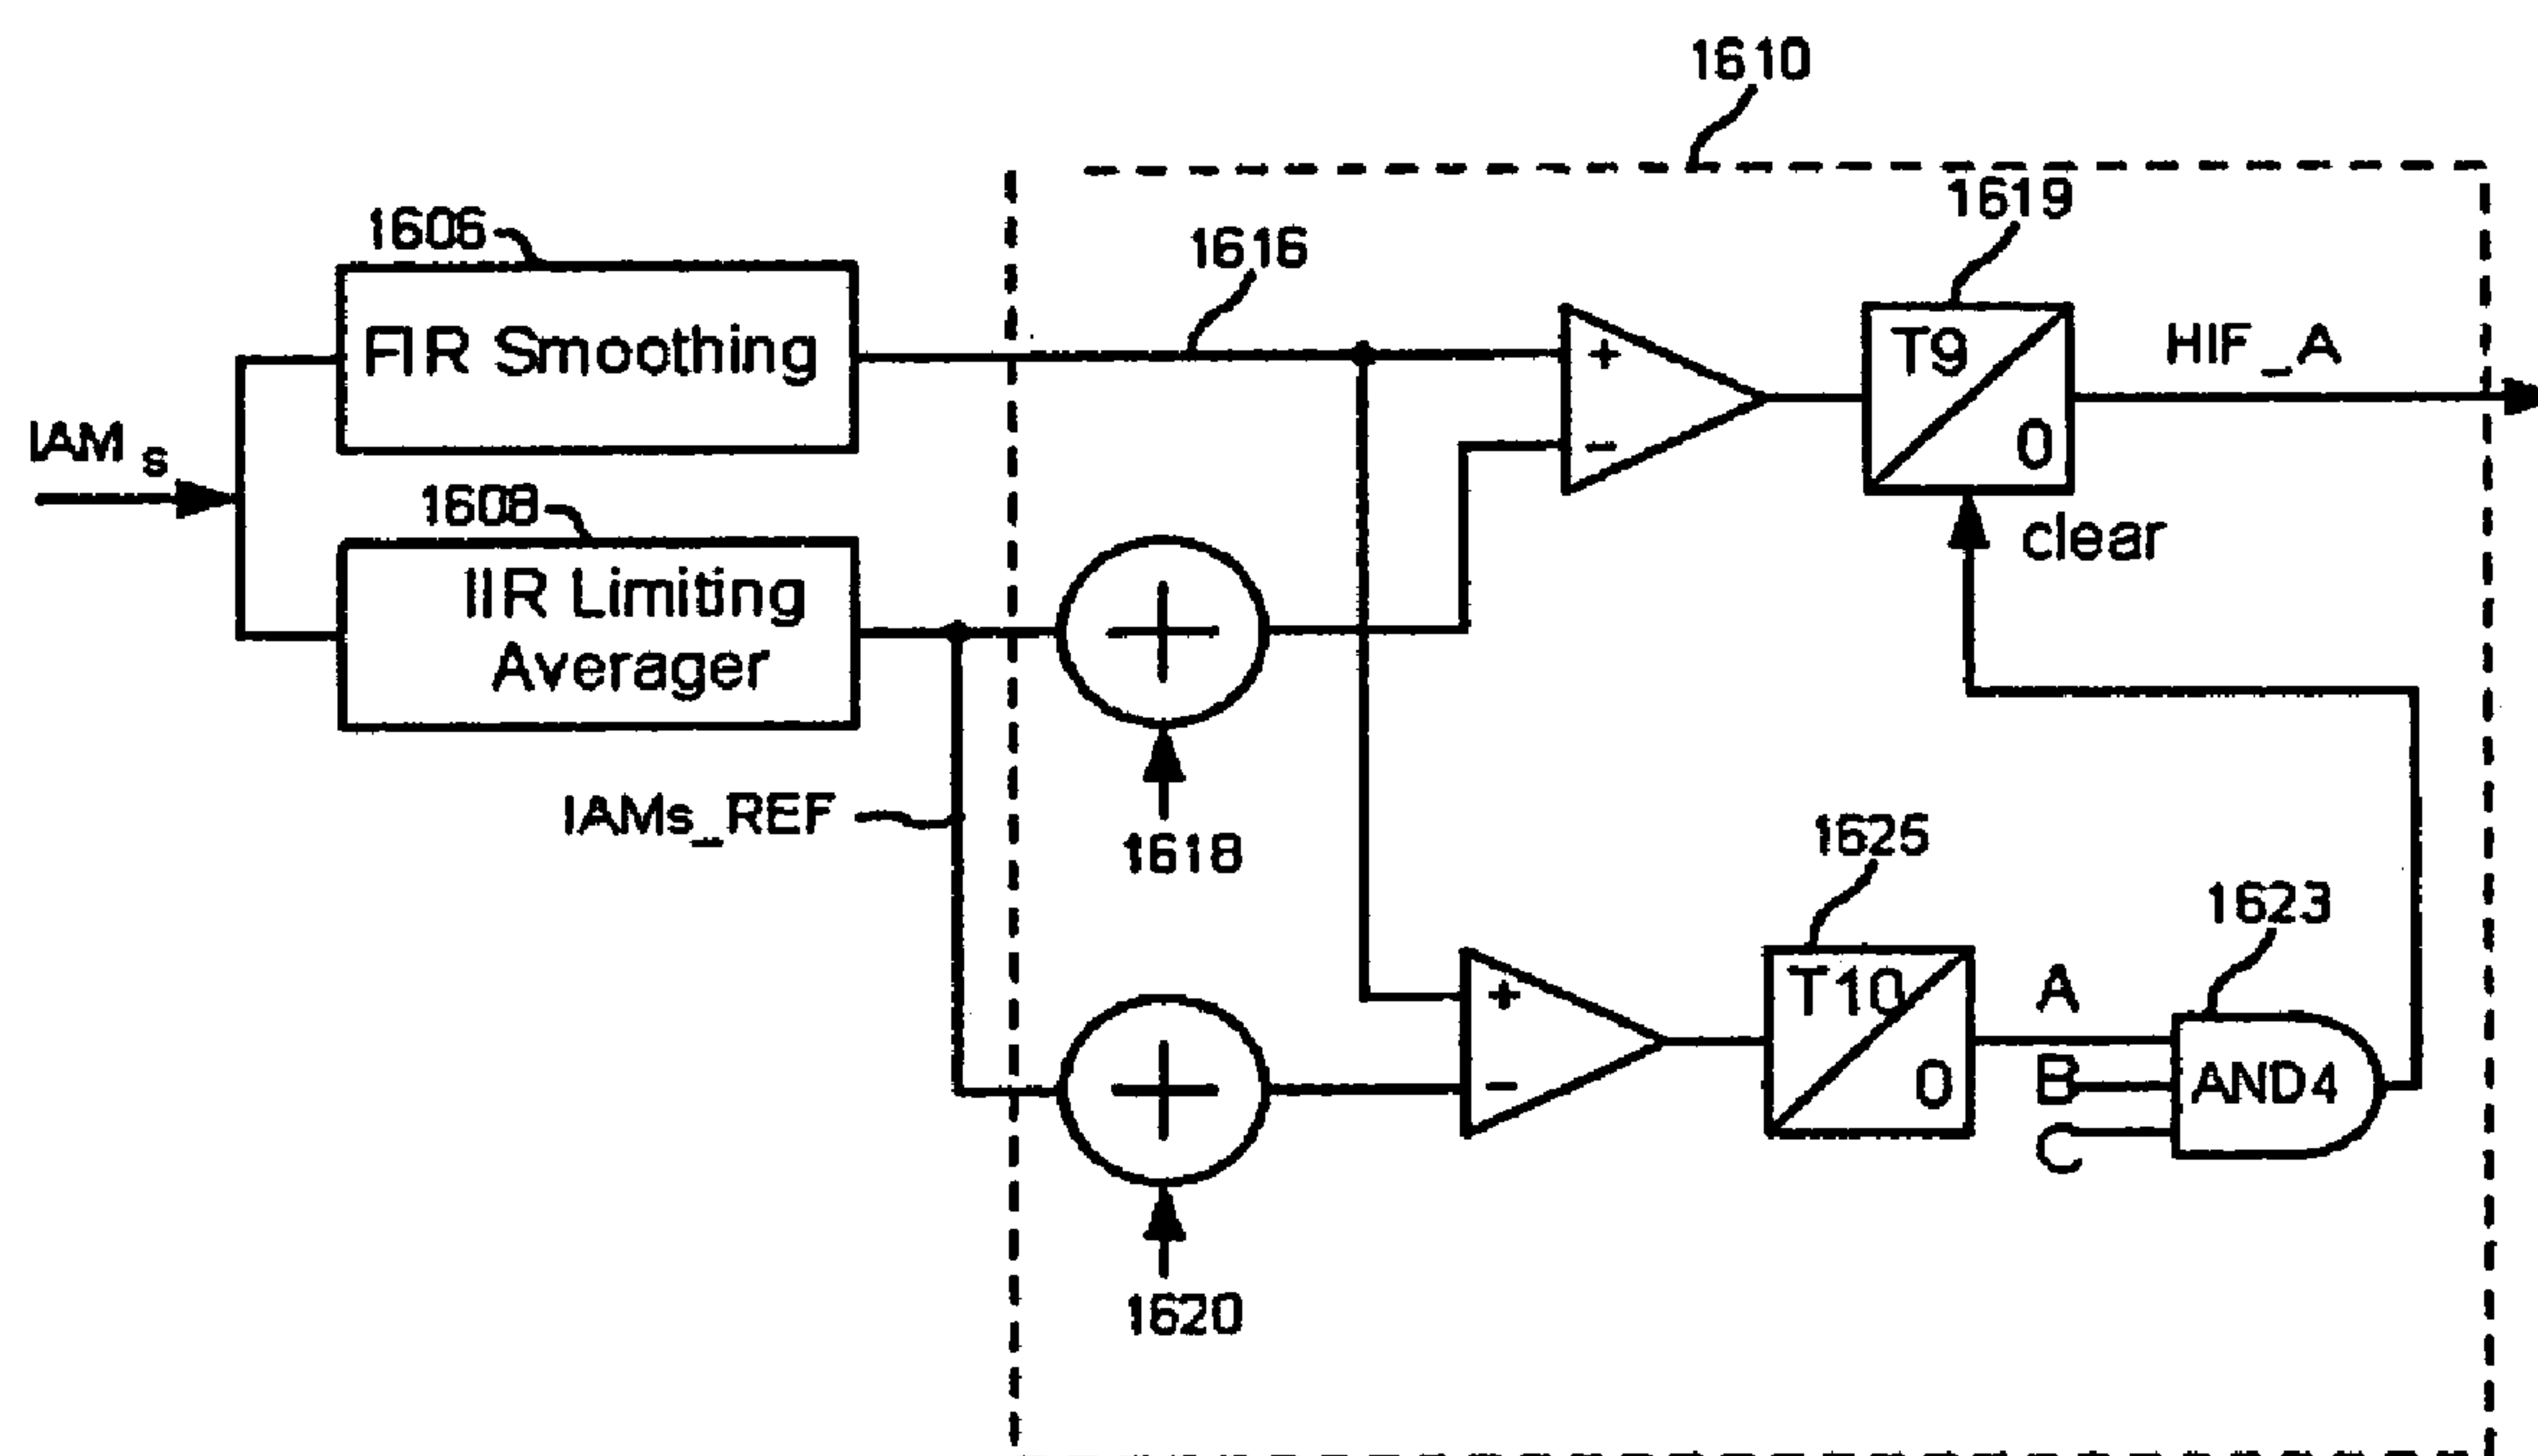 1610
1619
1606
1616
FIR Smoothing
+
-
T9
0
HIF_A
IAM s
1608
clear
IIR Limiting
Averager
IAMs_REF
1618
1625
1623
+
-
T10
0
A
B
C
AND4
1620